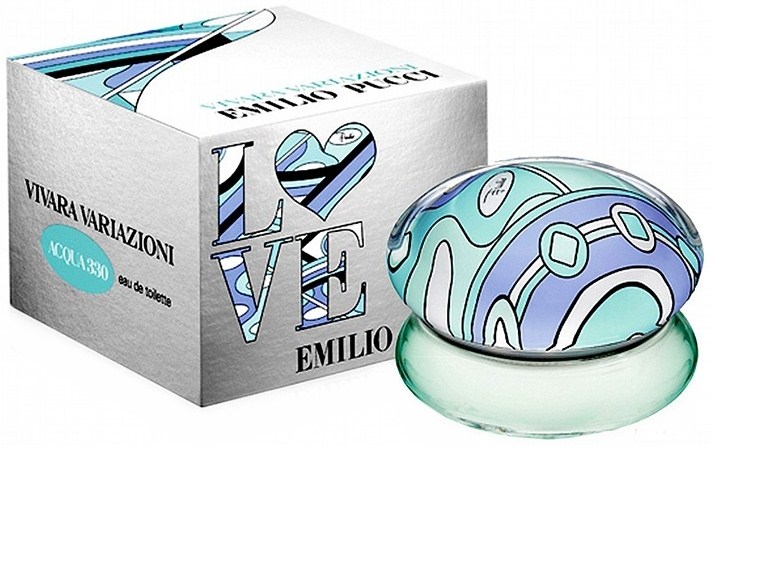 VIVARA VARIAZIONI
EMILIO PUCCI
VIVARA VARIAZIONI
ACQUA 330
eau de toilette
LOVE
EMILIO